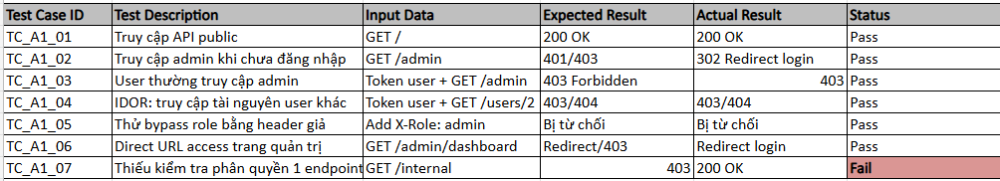 Test Case ID Test Description Input Data Expected Result Actual Result Status
TC_A1_01 Truy cập API public GET / 200 OK 200 OK Pass
TC_A1_02 Truy cập admin khi chưa đăng nhập GET /admin 401/403 302 Redirect login Pass
TC_A1_03 User thường truy cập admin Token user + GET /admin 403 Forbidden 403 Pass
TC_A1_04 IDOR: truy cập tài nguyên user khác Token user + GET /users/2 403/404 403/404 Pass
TC_A1_05 Thử bypass role bằng header giả Add X-Role: admin Bị từ chối Bị từ chối Pass
TC_A1_06 Direct URL access trang quản trị GET /admin/dashboard Redirect/403 Redirect login Pass
TC_A1_07 Thiếu kiểm tra phân quyền 1 endpoint GET /internal 403 200 OK Fail